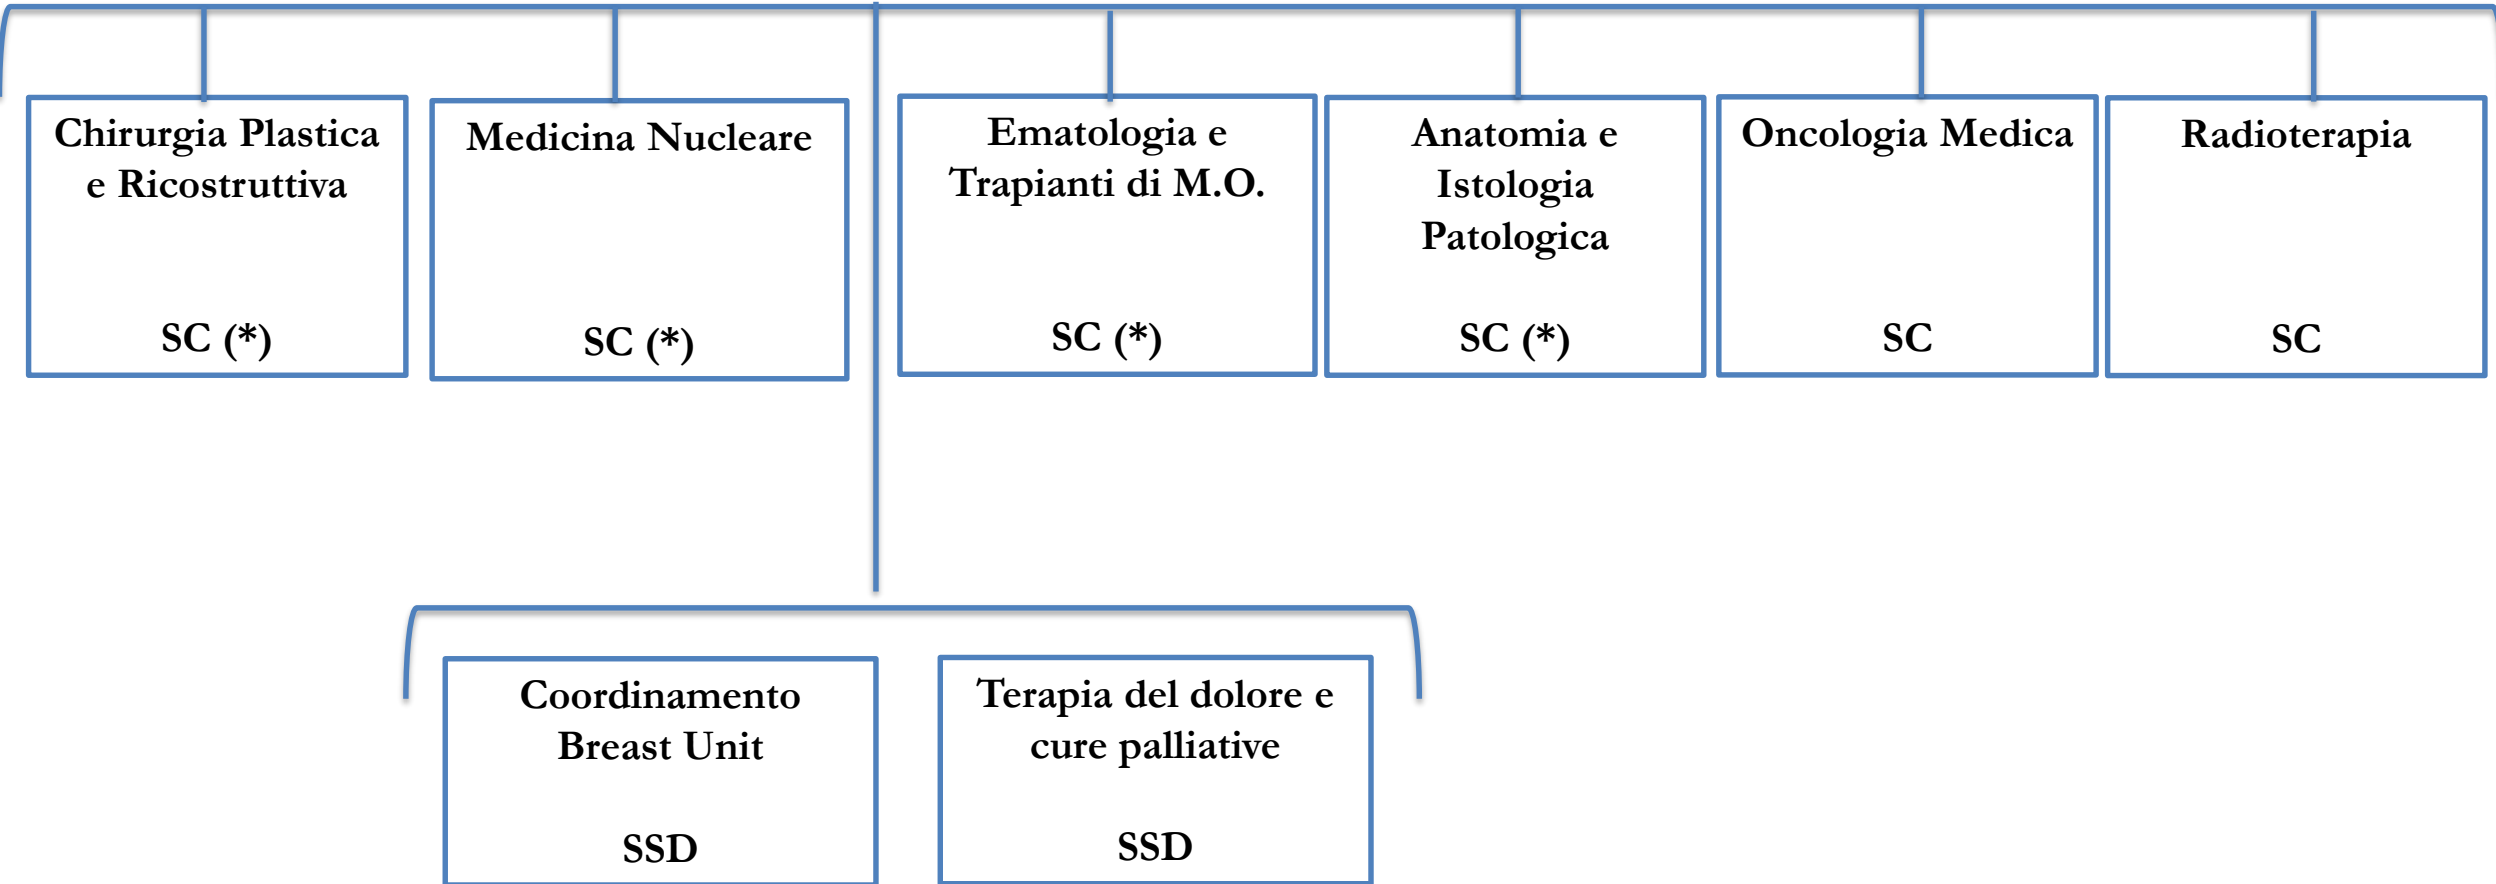 Chirurgia Plastica
e Ricostruttiva
SC (*)
Medicina Nucleare
SC (*)
Ematologia e
Trapianti di M.O.
SC (*)
Anatomia e
Istologia
Patologica
SC (*)
Oncologia Medica
SC
Radioterapia
SC
Coordinamento
Breast Unit
SSD
Terapia del dolore e
cure palliative
SSD